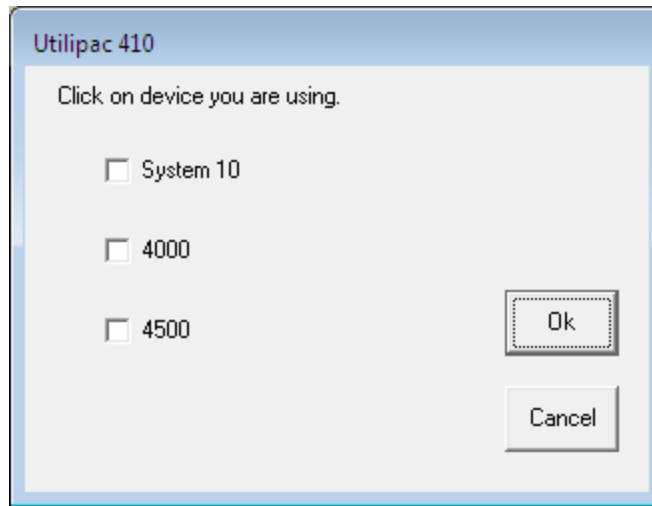 Utilipac 410
Click on device you are using.
System 10
4000
4500
Ok
Cancel